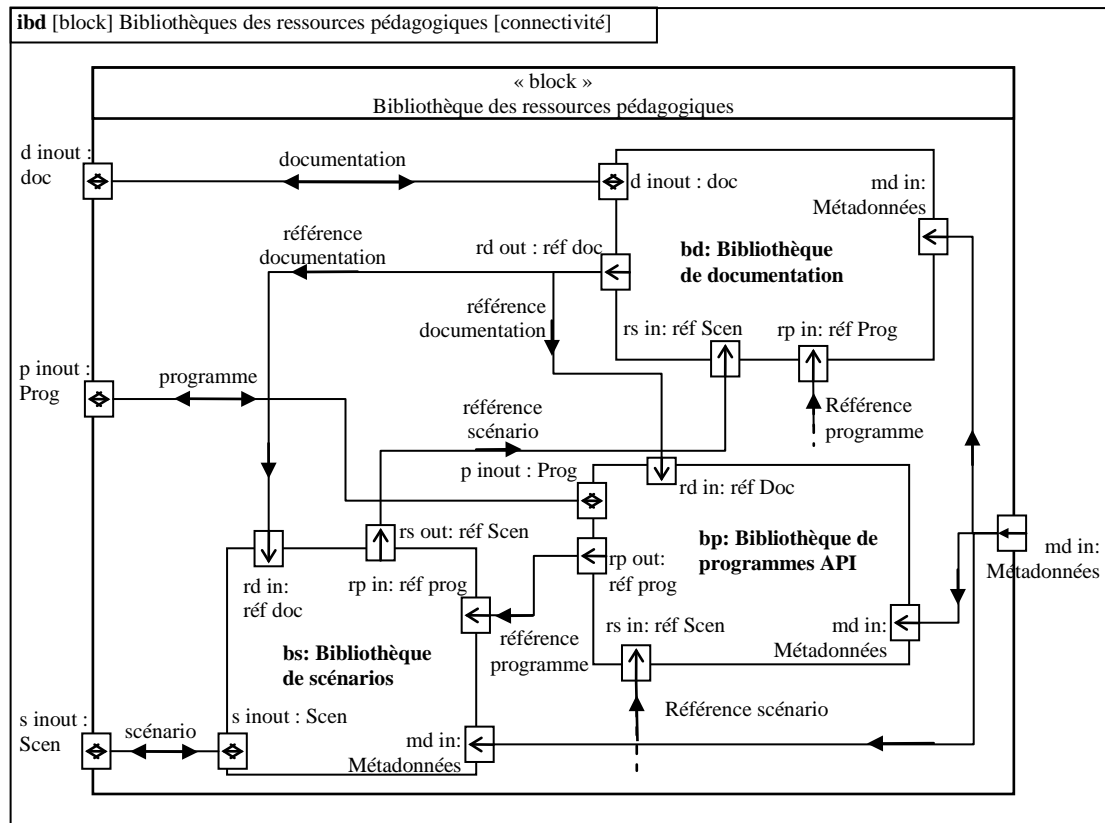 ibd [block] Bibliothèques des ressources pédagogiques [connectivité]
« block »
Bibliothèque des ressources pédagogiques
d inout :
doc
documentation
d inout : doc
md in:
Métadonnées
référence
documentation
rd out : réf doc
bd: Bibliothèque
de documentation
référence
documentation
rs in: réf Scen
rp in: réf Prog
p inout :
Prog
programme
référence
scénario
Référence
programme
p inout : Prog
rd in: réf Doc
rs out: réf Scen
bp: Bibliothèque de
programmes API
md in:
Métadonnées
rd in:
réf doc
rp in: réf prog
rp out:
réf prog
rs in: réf Scen
md in:
Métadonnées
référence
programme
bs: Bibliothèque
de scénarios
s inout :
Scen
scénario
s inout : Scen
Référence scénario
md in:
Métadonnées